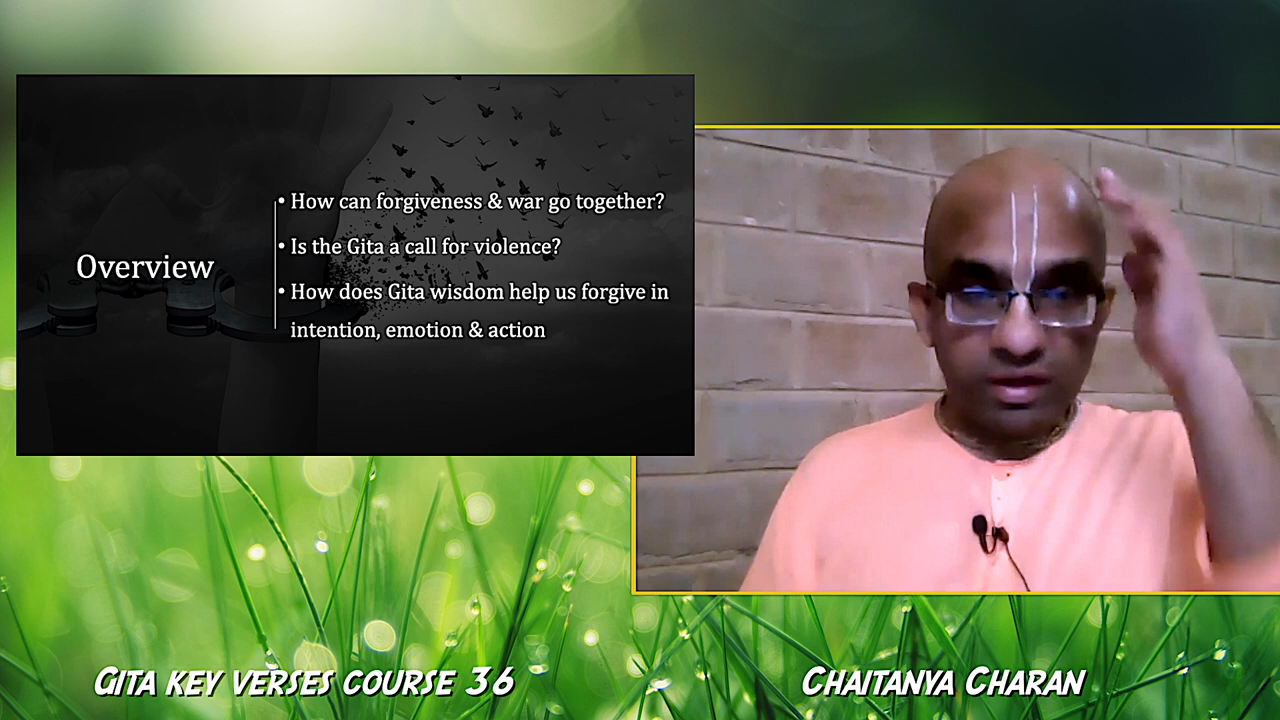 Overview
• How can forgiveness & war go together?
• Is the Gita a call for violence?
• How does Gita wisdom help us forgive in
intention, emotion & action
GITA KEY VERSES COURSE 36
CHAITANYA CHARAN